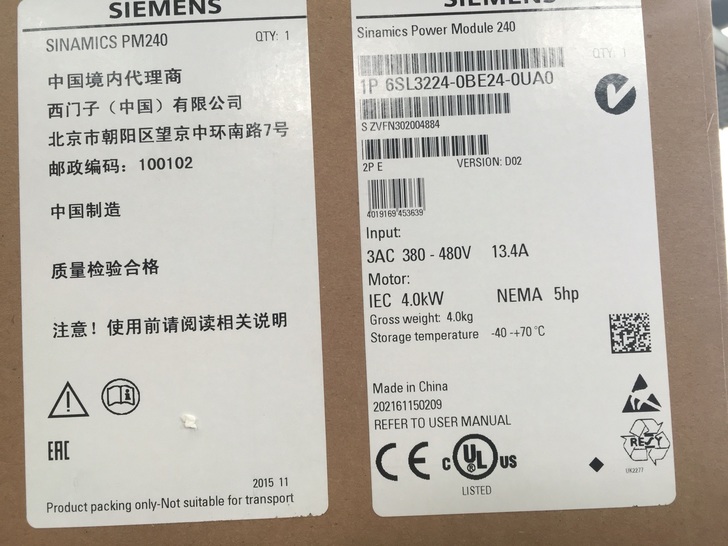 SIEMENS
SINAMICS PM240 QTY: 1
中国境内代理商
西门子（中国）有限公司
北京市朝阳区望京中环南路7号
邮政编码：100102
中国制造
质量检验合格
注意！使用前请阅读相关说明
EAC
2015 11
Product packing only-Not suitable for transport
SIEMENS
Sinamics Power Module 240
QTY: 1
1P 6SL3224-0BE24-0UA0
S ZVFN302004884
2P E VERSION: D02
4019169 453639
Input:
3AC 380 - 480V 13.4A
Motor:
IEC 4.0kW NEMA 5hp
Gross weight: 4.0kg
Storage temperature -40 -+70 °C
Made in China
202161150209
REFER TO USER MANUAL
CE C UL US
LISTED
RESY
UE2277